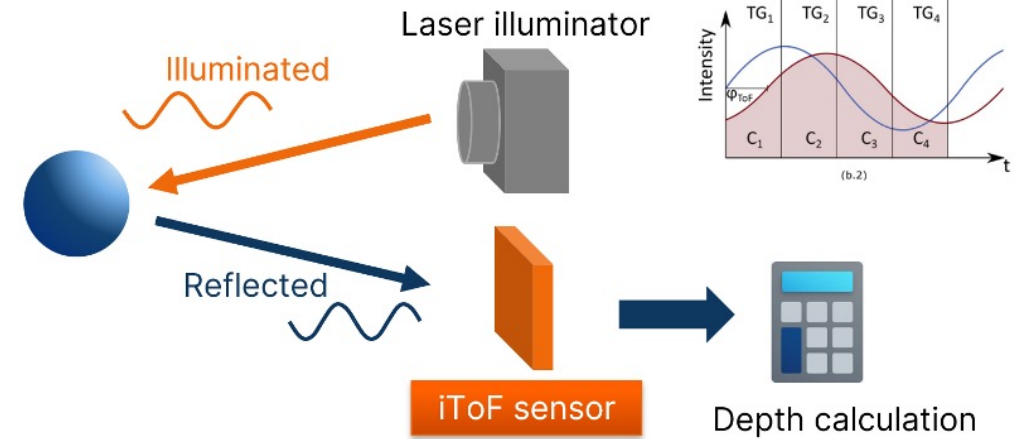 Laser illuminator
Illuminated
Reflected
iToF sensor
Depth calculation
Intensity
TG₁ TG₂ TG₃ TG₄
φToF
C₁ C₂ C₃ C₄
t
(b.2)